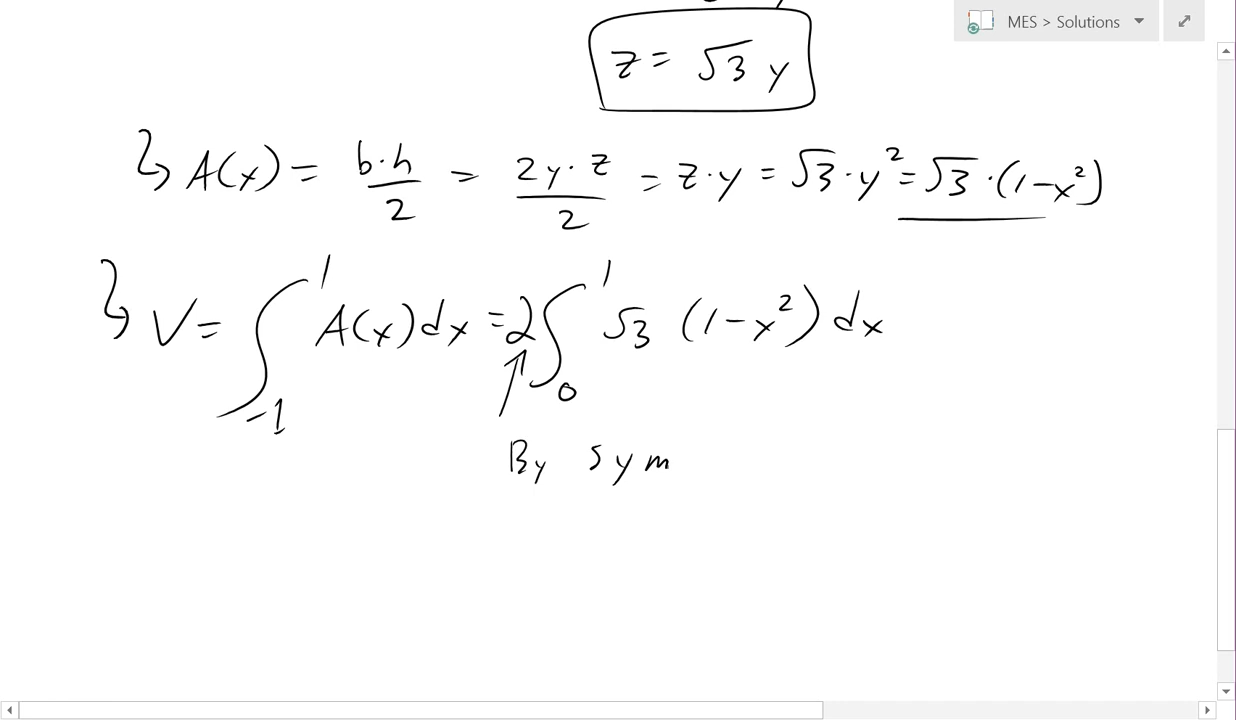 MES > Solutions
z = √3 y
A(x) = b·h/2 = 2y·z/2 = z·y = √3·y² = √3·(1-x²)
V = ∫₋₁¹ A(x)dx = 2∫₀¹ √3 (1-x²)dx
By sym